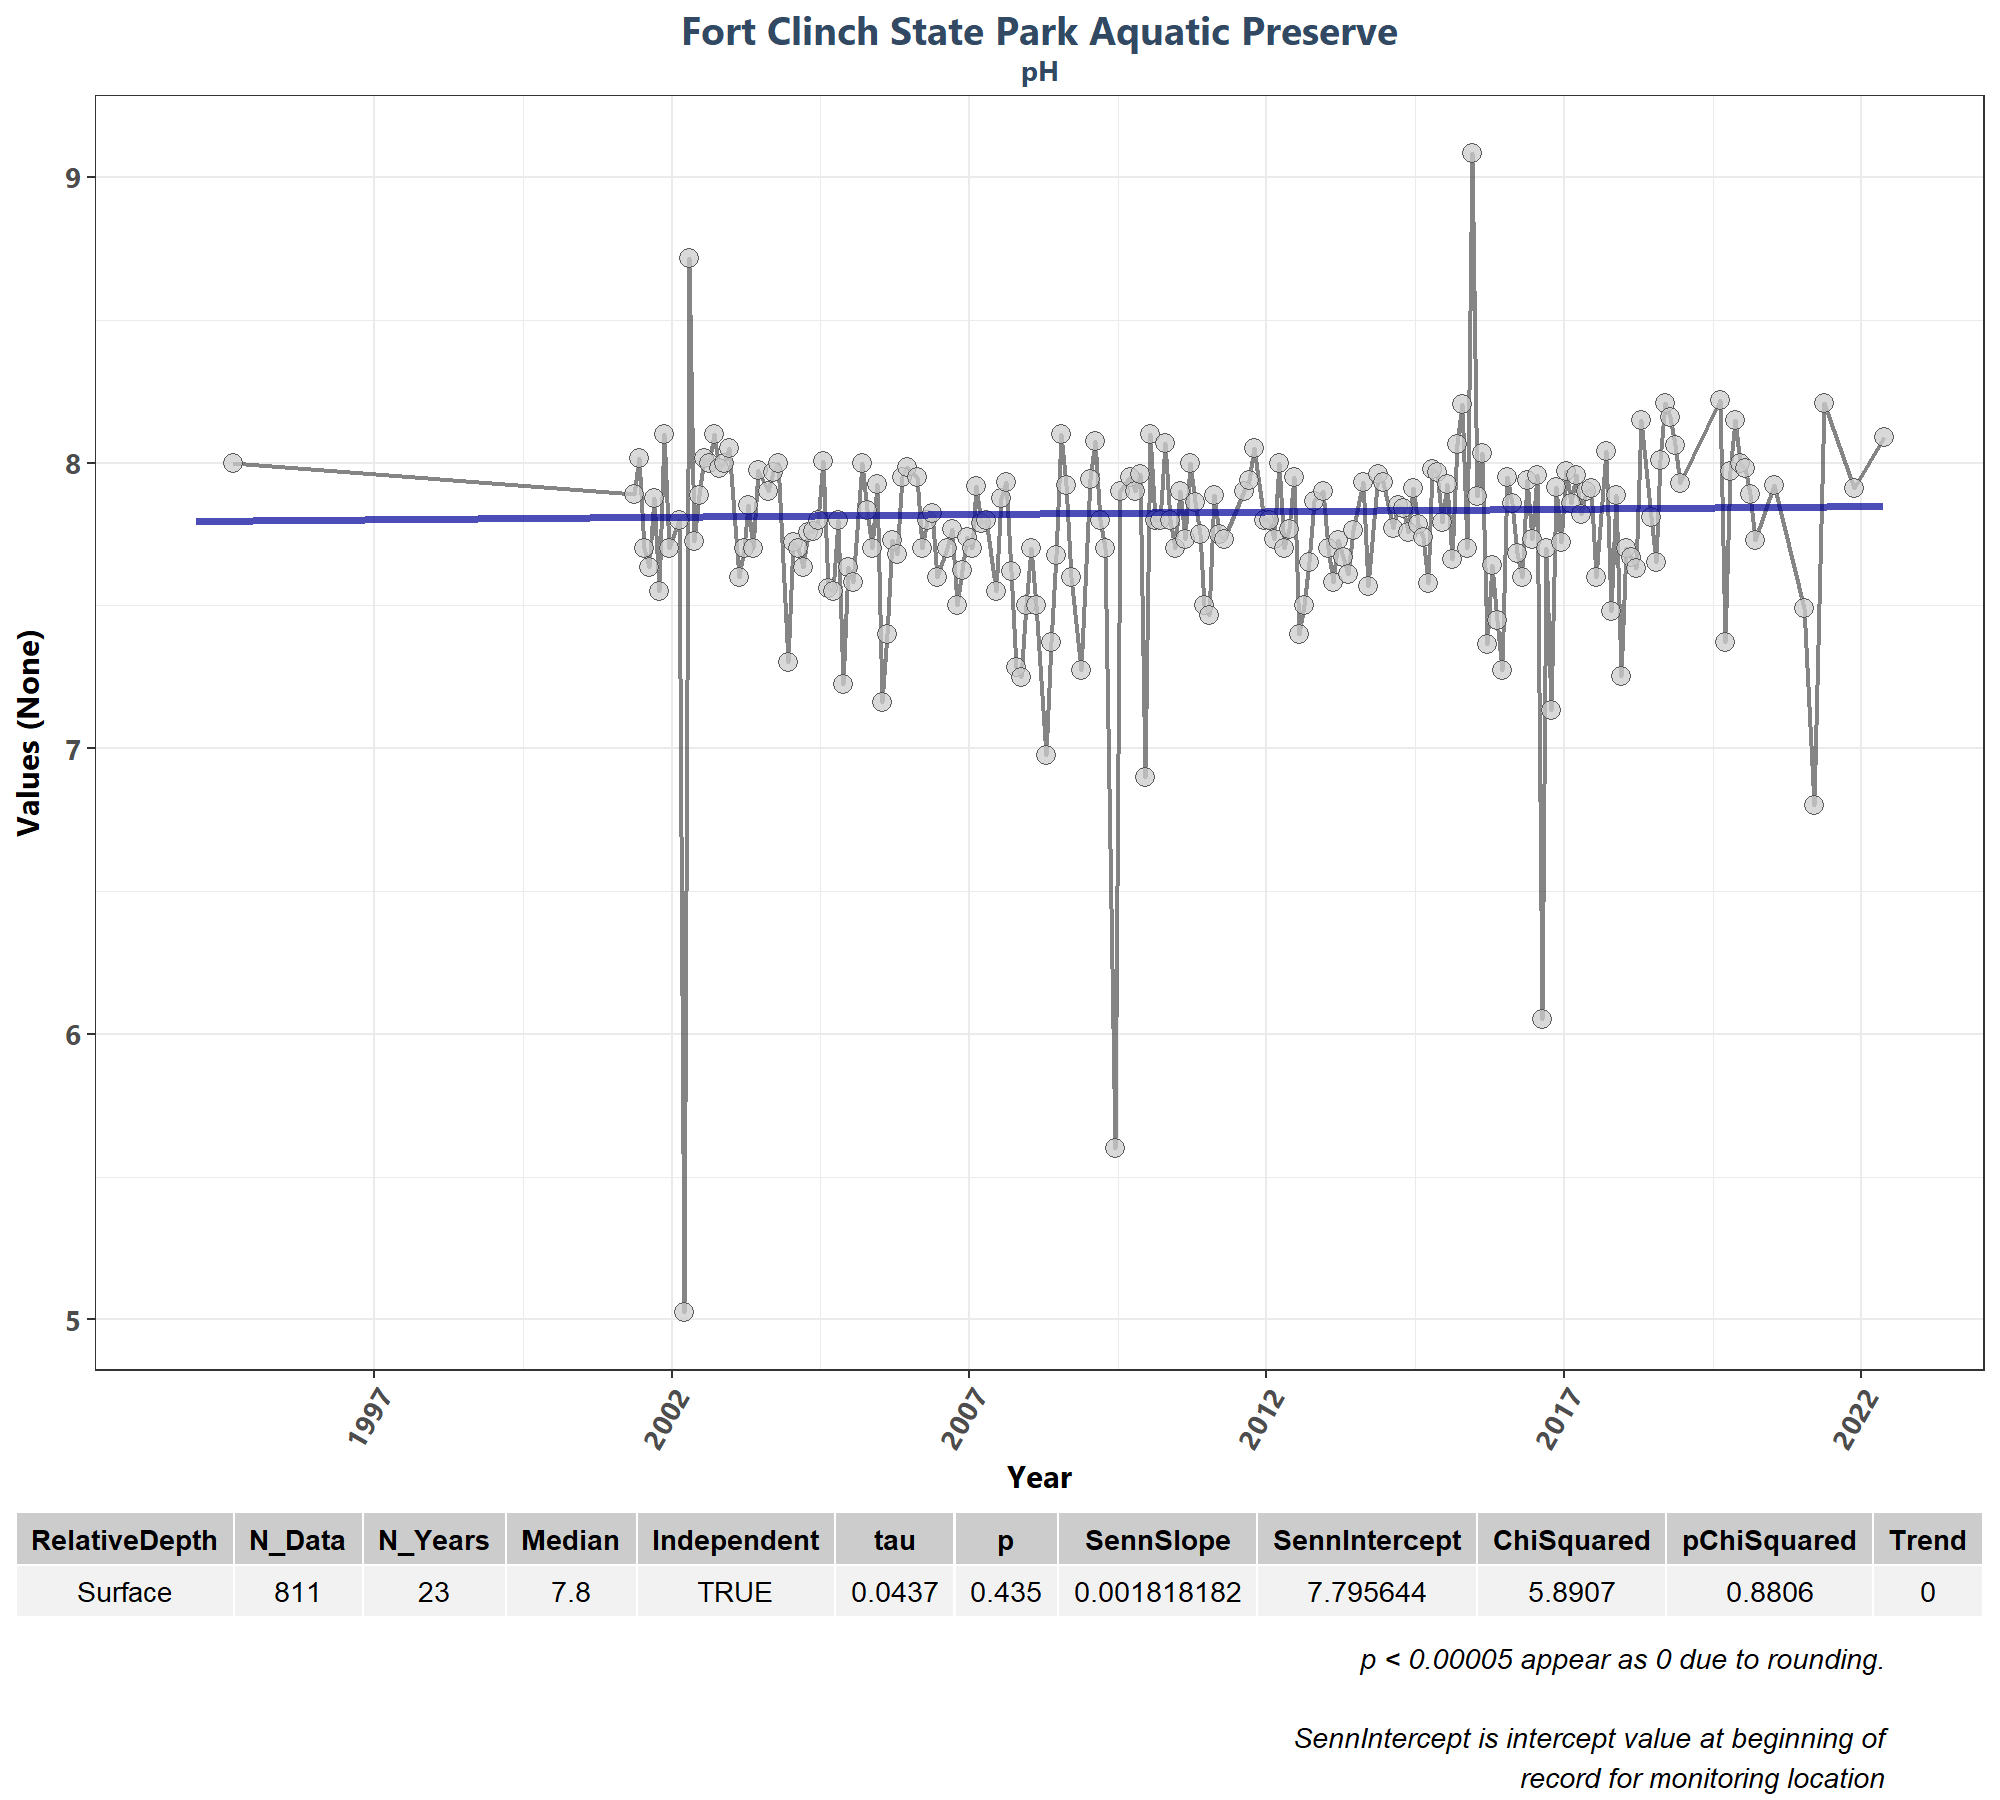 Fort Clinch State Park Aquatic Preserve
pH
Values (None)
9
8
7
6
5
1997
2002
2007
2012
2017
2022
Year
RelativeDepth N_Data N_Years Median Independent tau p SennSlope SennIntercept ChiSquared pChiSquared Trend
Surface 811 23 7.8 TRUE 0.0437 0.435 0.001818182 7.795644 5.8907 0.8806 0
p < 0.00005 appear as 0 due to rounding.
SennIntercept is intercept value at beginning of
record for monitoring location